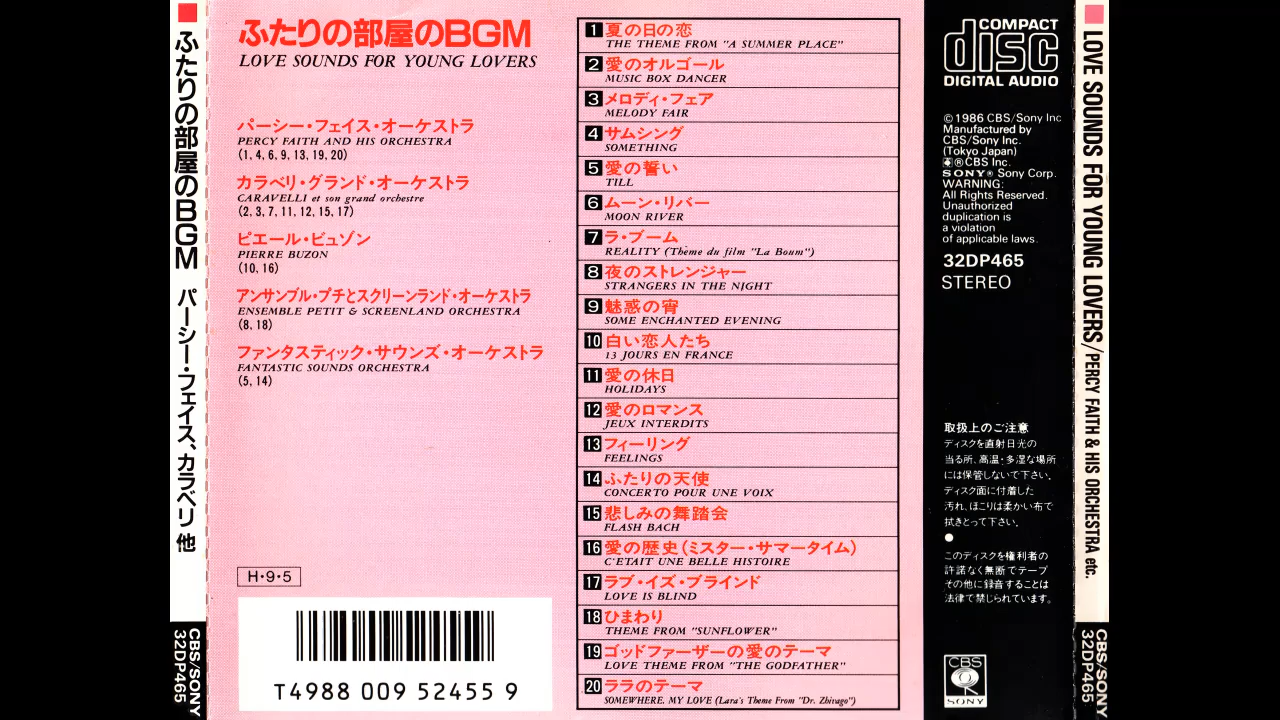 ふたりの部屋のBGM パーシー・フェイス、カラベリ 他
CBS/SONY
32DP465
ふたりの部屋のBGM
LOVE SOUNDS FOR YOUNG LOVERS
パーシー・フェイス・オーケストラ
PERCY FAITH AND HIS ORCHESTRA
(1, 4, 6, 9, 13, 19, 20)
カラベリ・グランド・オーケストラ
CARAVELLI et son grand orchestre
(2, 3, 7, 11, 12, 15, 17)
ピエール・ビュゾン
PIERRE BUZON
(10, 16)
アンサンブル・プチとスクリーンランド・オーケストラ
ENSEMBLE PETIT & SCREENLAND ORCHESTRA
(8, 18)
ファンタスティック・サウンズ・オーケストラ
FANTASTIC SOUNDS ORCHESTRA
(5, 14)
H・9・5
T4988 009 52455 9
1 夏の日の恋
THE THEME FROM "A SUMMER PLACE"
2 愛のオルゴール
MUSIC BOX DANCER
3 メロディ・フェア
MELODY FAIR
4 サムシング
SOMETHING
5 愛の誓い
TILL
6 ムーン・リバー
MOON RIVER
7 ラ・ブーム
REALITY (Thème du film "La Boum")
8 夜のストレンジャー
STRANGERS IN THE NIGHT
9 魅惑の宵
SOME ENCHANTED EVENING
10 白い恋人たち
13 JOURS EN FRANCE
11 愛の休日
HOLIDAYS
12 愛のロマンス
JEUX INTERDITS
13 フィーリング
FEELINGS
14 ふたりの天使
CONCERTO POUR UNE VOIX
15 悲しみの舞踏会
FLASH BACH
16 愛の歴史(ミスター・サマータイム)
C'ETAIT UNE BELLE HISTOIRE
17 ラブ・イズ・ブラインド
LOVE IS BLIND
18 ひまわり
THEME FROM "SUNFLOWER"
19 ゴッドファーザーの愛のテーマ
LOVE THEME FROM "THE GODFATHER"
20 ララのテーマ
SOMEWHERE, MY LOVE (Lara's Theme From "Dr. Zhivago")
COMPACT
disc
DIGITAL AUDIO
©1986 CBS/Sony Inc
Manufactured by
CBS/Sony Inc.
(Tokyo Japan)
® CBS Inc.
SONY® Sony Corp.
WARNING:
All Rights Reserved.
Unauthorized
duplication is
a violation
of applicable laws.
32DP465
STEREO
取扱上のご注意
ディスクを直射日光の
当る所、高温・多湿な場所
には保管しないで下さい。
ディスク面に付着した
汚れ、ほこりは柔かい布で
拭きとって下さい。
●
このディスクを権利者の
許諾なく無断でテープ
その他に録音することは
法律で禁じられています。
CBS
SONY
LOVE SOUNDS FOR YOUNG LOVERS/PERCY FAITH & HIS ORCHESTRA etc.
CBS/SONY
32DP465